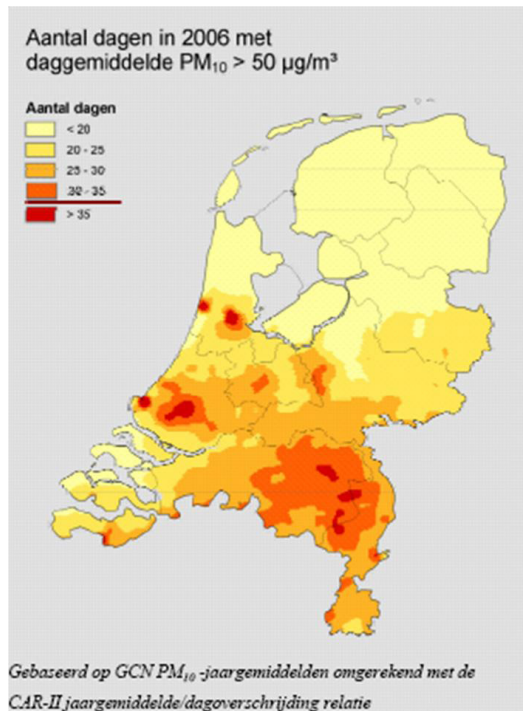 Aantal dagen in 2006 met
daggemiddelde PM₁₀ > 50 µg/m³
Aantal dagen
< 20
20 - 25
25 - 30
30 - 35
> 35
Gebaseerd op GCN PM₁₀ -jaargemiddelden omgerekend met de
CAR-II jaargemiddelde/dagoverschrijding relatie